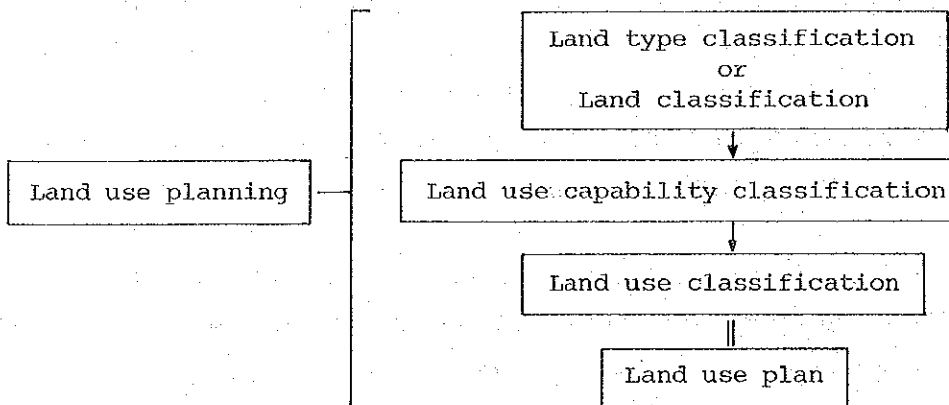 Land type classification
or
Land classification
Land use planning
Land use capability classification
Land use classification
Land use plan